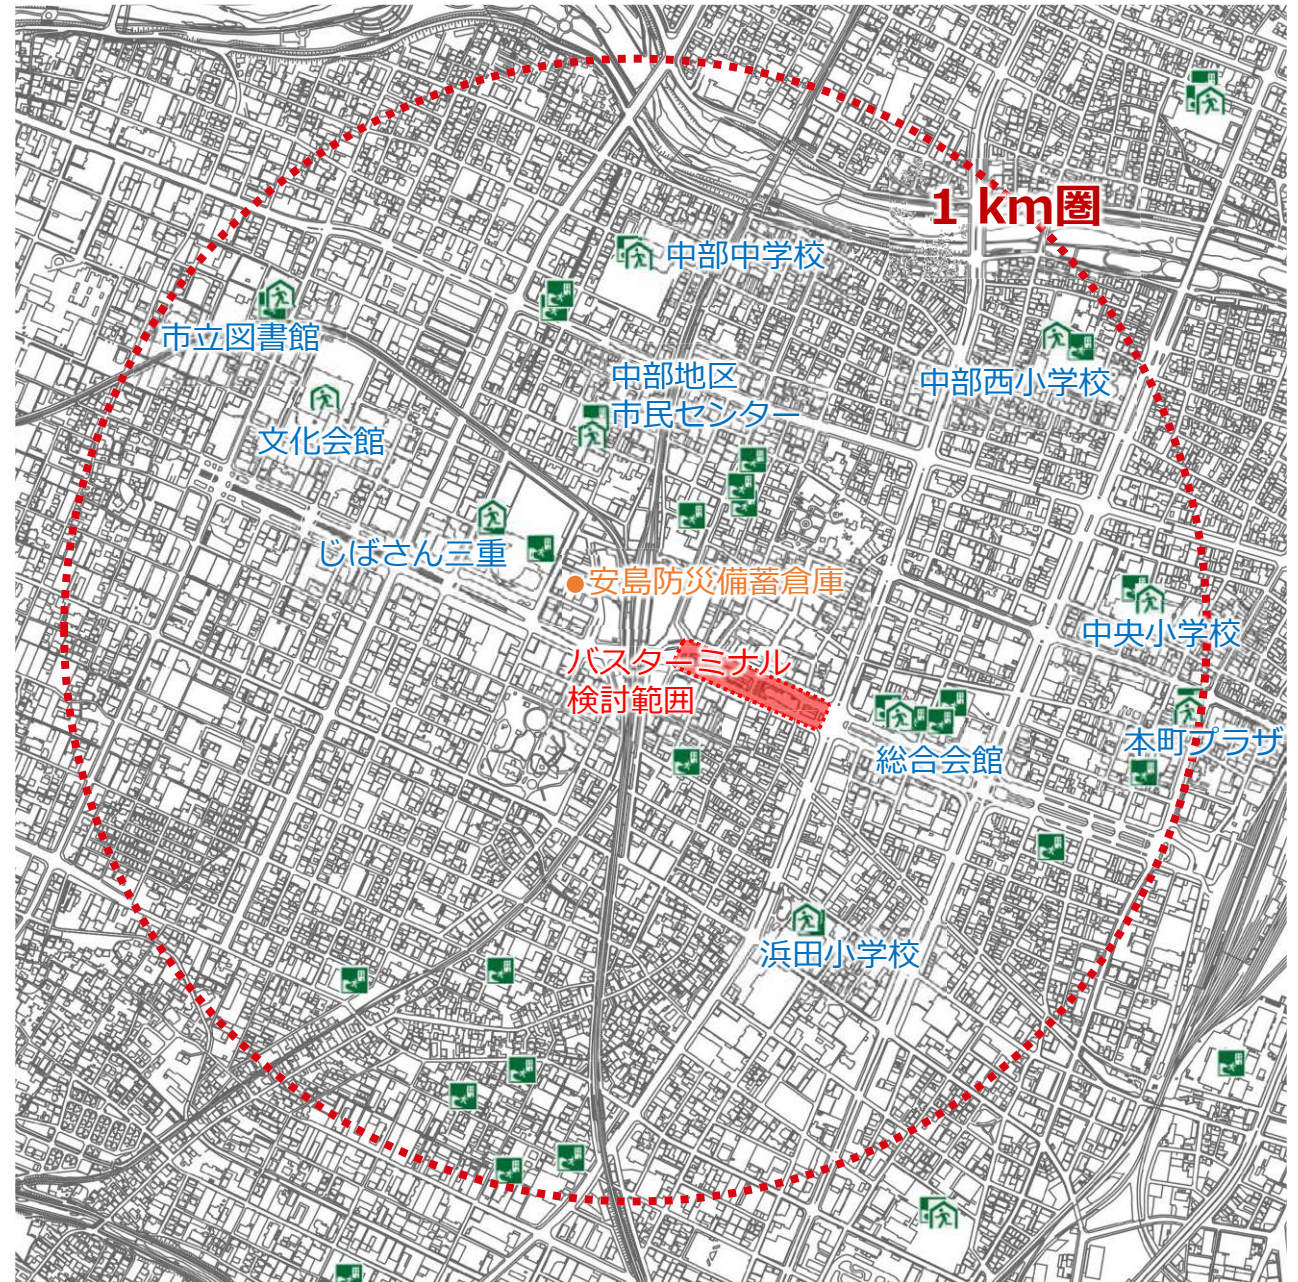 1 km圏
中部中学校
市立図書館
中部地区
市民センター
中部西小学校
文化会館
じばさん三重
安島防災備蓄倉庫
中央小学校
バスターミナル
検討範囲
本町プラザ
総合会館
浜田小学校